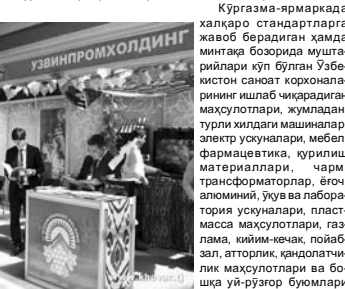 УЗВИНПРОМХОЛДИНГ
www.khovar.tj
Кўргазма-ярмаркада
халқаро стандартларга
жавоб берадиган ҳамда
минтақа бозорида мушта-
рийлари кўп бўлган Ўзбе-
кистон саноат корхонала-
рининг ишлаб чиқарадиган
маҳсулотлари, жумладан
турли хилдаги машиналар
электр ускуналари, мебел
фармацевтика, қурилиш
материаллари, чарм
трансформаторлар, ёғоч
алюминий, ўқув ва лабора-
тория ускуналари, пласт-
масса маҳсулотлари, газ-
лама, кийим-кечак, пойаб-
зал, атторлик, қандолатчи-
лик маҳсулотлари ва бо-
шқа уй-рўзғор буюмлари